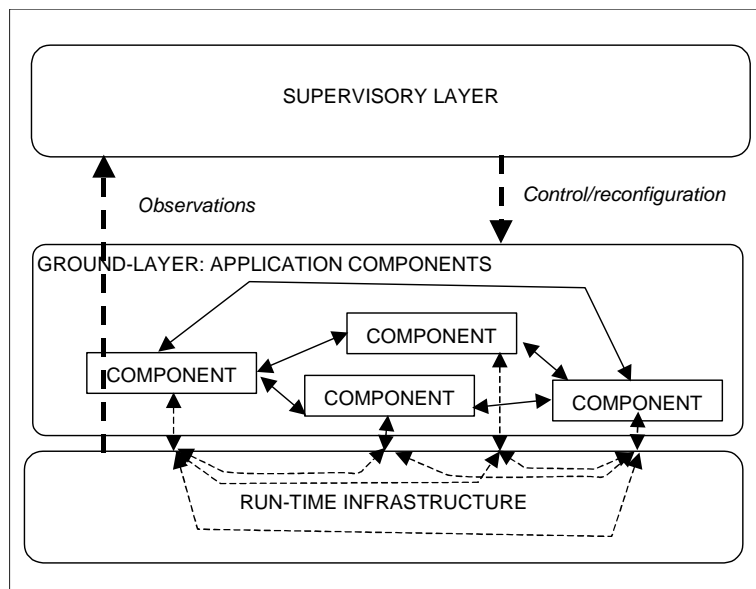 SUPERVISORY LAYER
Observations
Control/reconfiguration
GROUND-LAYER: APPLICATION COMPONENTS
COMPONENT
COMPONENT
COMPONENT
COMPONENT
RUN-TIME INFRASTRUCTURE